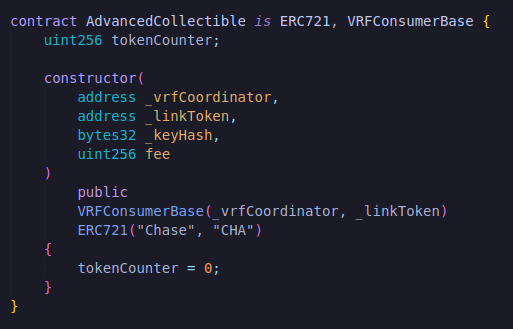 contract AdvancedCollectible is ERC721, VRFConsumerBase {
    uint256 tokenCounter;

    constructor(
        address _vrfCoordinator,
        address _linkToken,
        bytes32 _keyHash,
        uint256 fee
    )
        public
        VRFConsumerBase(_vrfCoordinator, _linkToken)
        ERC721("Chase", "CHA")
    {
        tokenCounter = 0;
    }
}